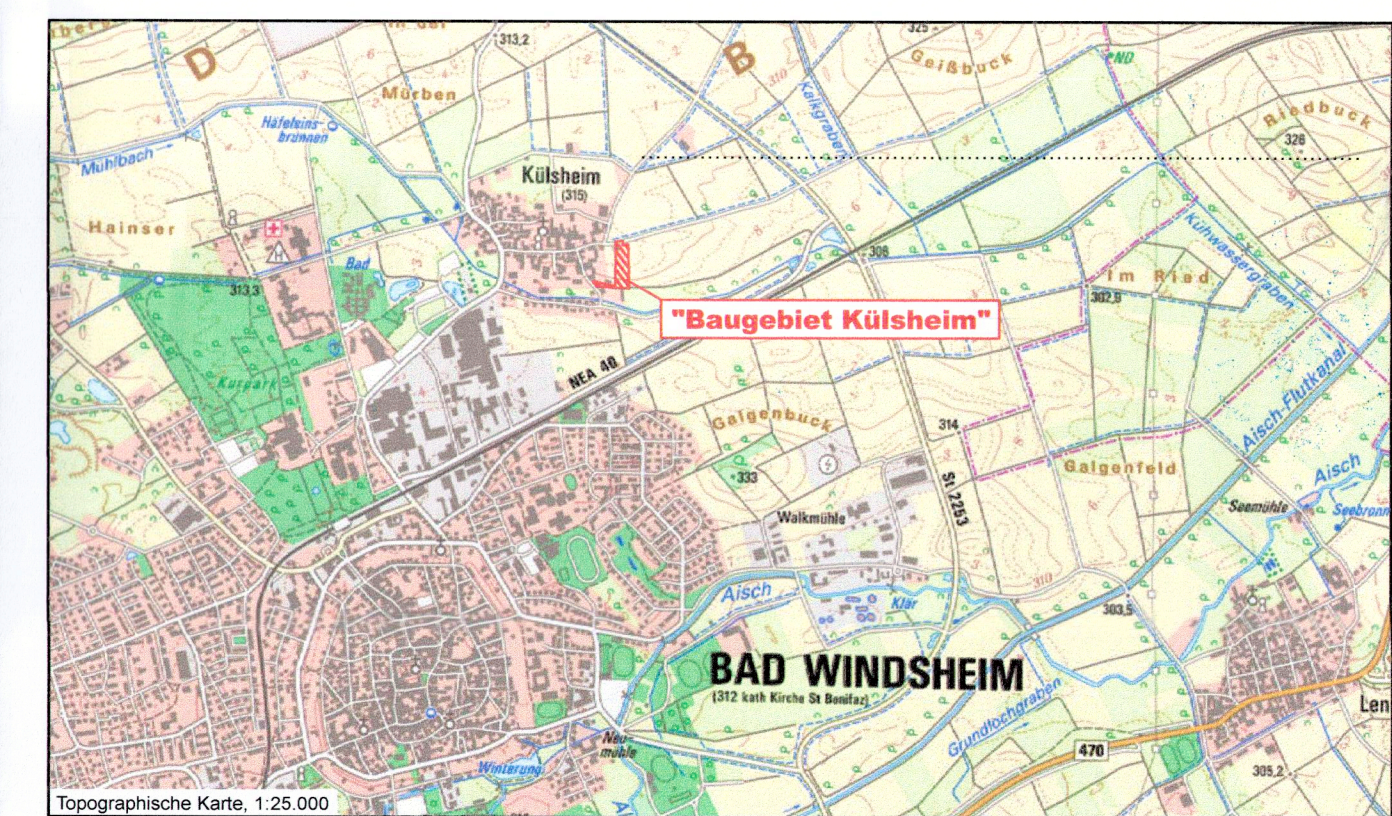 D
B
313,2
325
Geißbuck
ND
Mürben
Riedbuck
328
Häfelsins-
brunnen
Kalkgraben
Mühlbach
Külsheim
(315)
Hainser
Kühwassergraben
313,3
Bad
306
Im Ried
302,9
"Baugebiet Külsheim"
Kurpark
NEA 40
Aisch-Flutkanal
Galgenbuck
314
Galgenfeld
333
St 2253
Aisch
Walkmühle
Seemühle
Seebronn
310
Aisch
Klär
303,5
BAD WINDSHEIM
(312 kath Kirche St Bonifaz)
Grundlochgraben
Len
Neu-
mühle
470
Winterung
305,2
Topographische Karte, 1:25.000